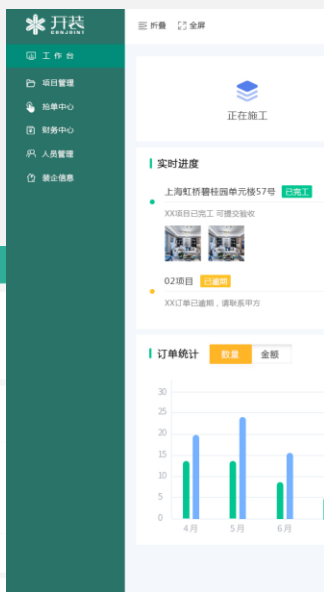 开装
CONJOINT
折叠 全屏
工作台
项目管理
抢单中心
财务中心
人员管理
装企信息
正在施工
实时进度
上海虹桥碧桂园单元楼57号 已完工
XX项目已完工 可提交验收
02项目 已逾期
XX订单已逾期，请联系甲方
订单统计 数量 金额
30
25
20
15
10
5
0
4月 5月 6月